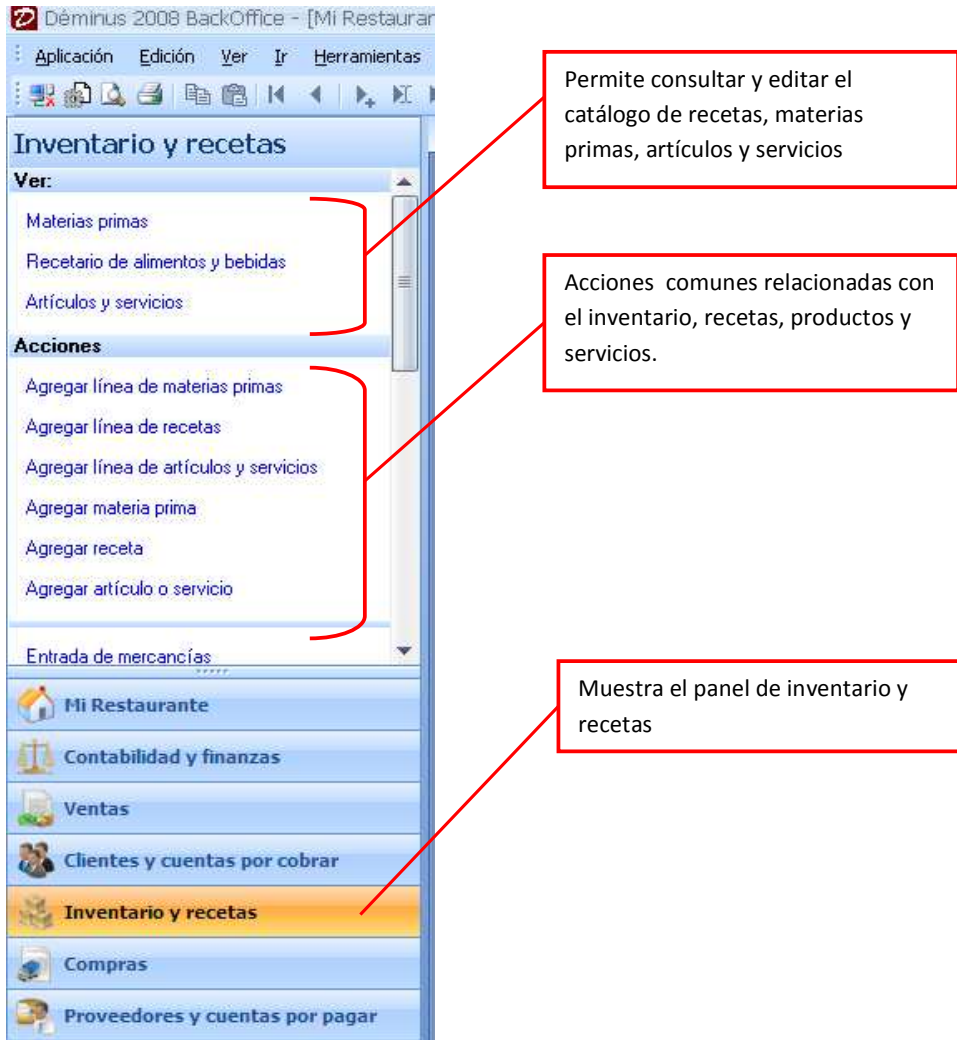 Déminus 2008 BackOffice - [Mi Restaurar
Aplicación Edición Ver Ir Herramientas
Inventario y recetas
Ver:
Materias primas
Recetario de alimentos y bebidas
Artículos y servicios
Acciones
Agregar línea de materias primas
Agregar línea de recetas
Agregar línea de artículos y servicios
Agregar materia prima
Agregar receta
Agregar artículo o servicio
Entrada de mercancías
Mi Restaurante
Contabilidad y finanzas
Ventas
Clientes y cuentas por cobrar
Inventario y recetas
Compras
Proveedores y cuentas por pagar
Permite consultar y editar el
catálogo de recetas, materias
primas, artículos y servicios
Acciones comunes relacionadas con
el inventario, recetas, productos y
servicios.
Muestra el panel de inventario y
recetas